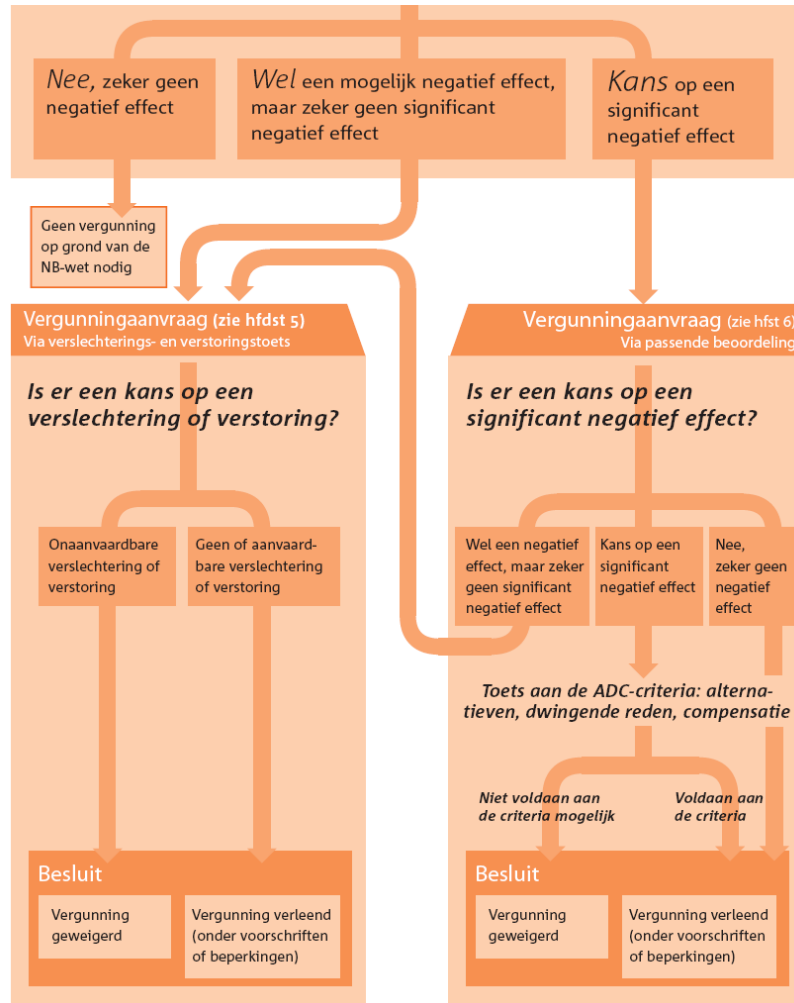 Nee, zeker geen
negatief effect
Wel een mogelijk negatief effect,
maar zeker geen significant
negatief effect
Kans op een
significant
negatief effect
Geen vergunning
op grond van de
NB-wet nodig
Vergunningaanvraag (zie hfdst 5)
Via verslechterings- en verstoringstoets
Is er een kans op een
verslechtering of verstoring?
Onaanvaardbare
verslechtering of
verstoring
Geen of aanvaard-
bare verslechtering
of verstoring
Besluit
Vergunning
geweigerd
Vergunning verleend
(onder voorschriften
of beperkingen)
Vergunningaanvraag (zie hfst 6)
Via passende beoordeling
Is er een kans op een
significant negatief effect?
Wel een negatief
effect, maar zeker
geen significant
negatief effect
Kans op een
significant
negatief effect
Nee,
zeker geen
negatief
effect
Toets aan de ADC-criteria: alterna-
tieven, dwingende reden, compensatie
Niet voldaan aan
de criteria mogelijk
Voldaan aan
de criteria
Besluit
Vergunning
geweigerd
Vergunning verleend
(onder voorschriften
of beperkingen)